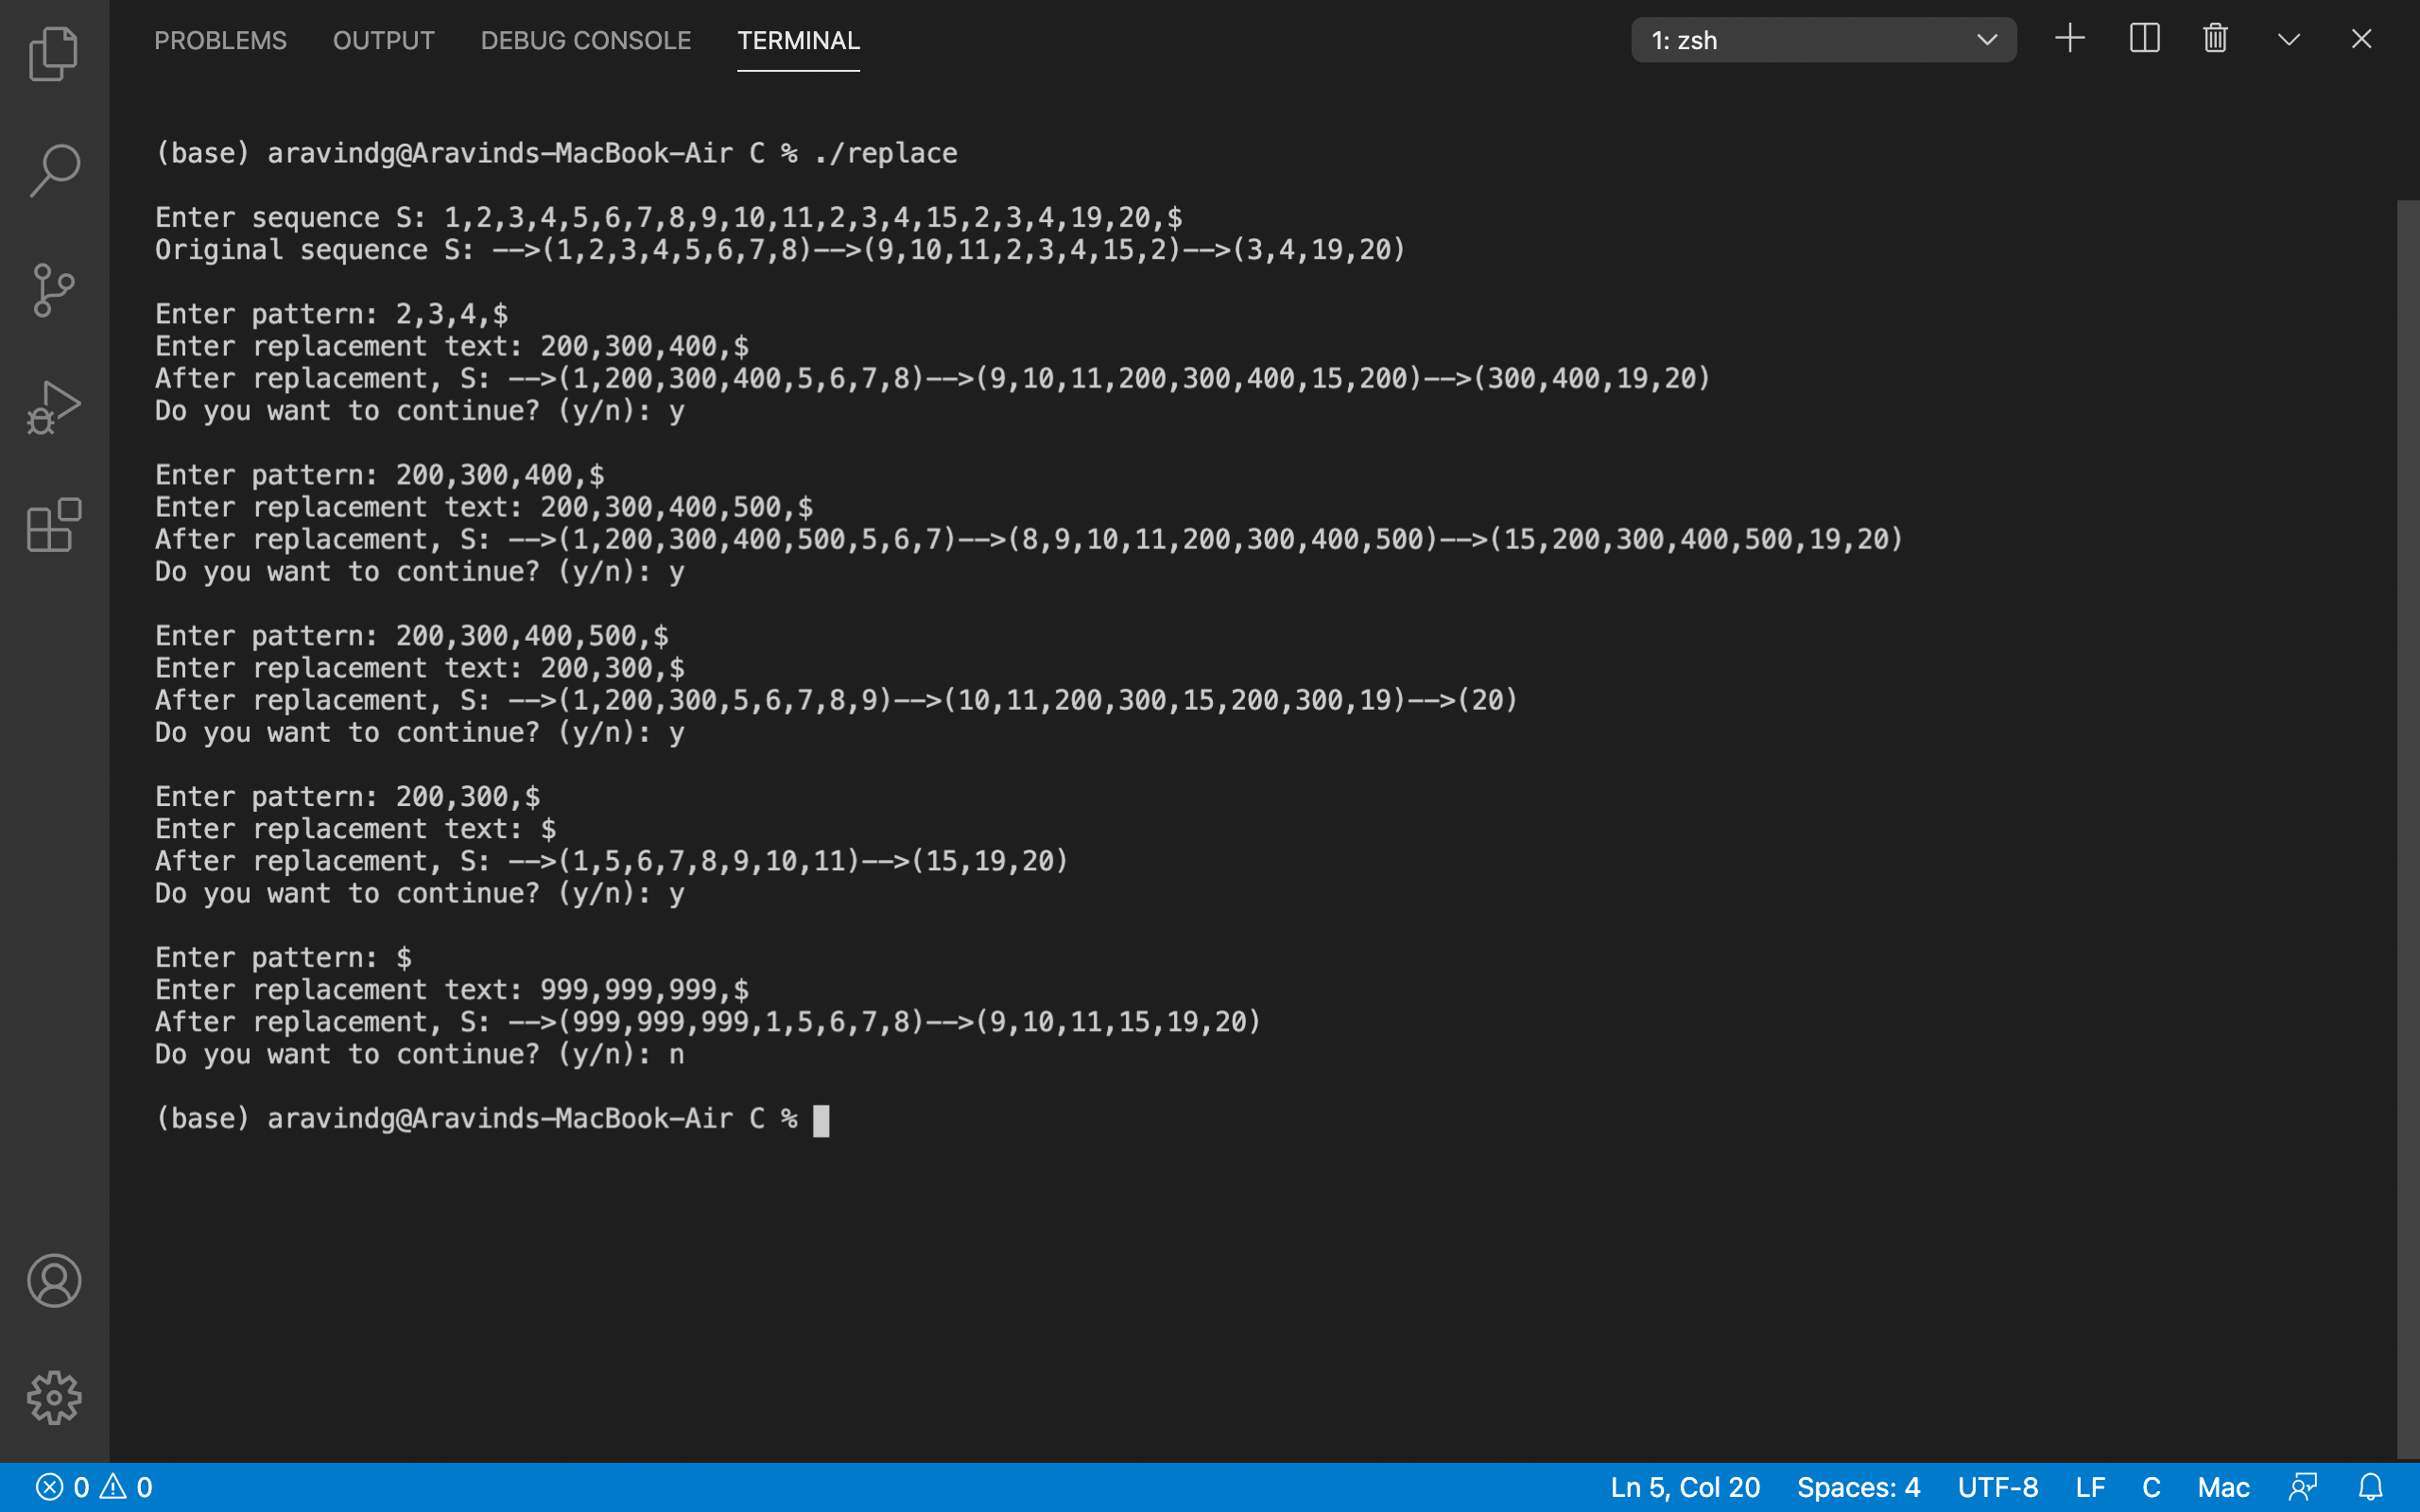 PROBLEMS OUTPUT DEBUG CONSOLE TERMINAL 1: zsh
(base) aravindg@Aravinds-MacBook-Air C % ./replace
Enter sequence S: 1,2,3,4,5,6,7,8,9,10,11,2,3,4,15,2,3,4,19,20,$
Original sequence S: -->(1,2,3,4,5,6,7,8)-->(9,10,11,2,3,4,15,2)-->(3,4,19,20)
Enter pattern: 2,3,4,$
Enter replacement text: 200,300,400,$
After replacement, S: -->(1,200,300,400,5,6,7,8)-->(9,10,11,200,300,400,15,200)-->(300,400,19,20)
Do you want to continue? (y/n): y
Enter pattern: 200,300,400,$
Enter replacement text: 200,300,400,500,$
After replacement, S: -->(1,200,300,400,500,5,6,7)-->(8,9,10,11,200,300,400,500)-->(15,200,300,400,500,19,20)
Do you want to continue? (y/n): y
Enter pattern: 200,300,400,500,$
Enter replacement text: 200,300,$
After replacement, S: -->(1,200,300,5,6,7,8,9)-->(10,11,200,300,15,200,300,19)-->(20)
Do you want to continue? (y/n): y
Enter pattern: 200,300,$
Enter replacement text: $
After replacement, S: -->(1,5,6,7,8,9,10,11)-->(15,19,20)
Do you want to continue? (y/n): y
Enter pattern: $
Enter replacement text: 999,999,999,$
After replacement, S: -->(999,999,999,1,5,6,7,8)-->(9,10,11,15,19,20)
Do you want to continue? (y/n): n
(base) aravindg@Aravinds-MacBook-Air C %
0 0 Ln 5, Col 20 Spaces: 4 UTF-8 LF C Mac